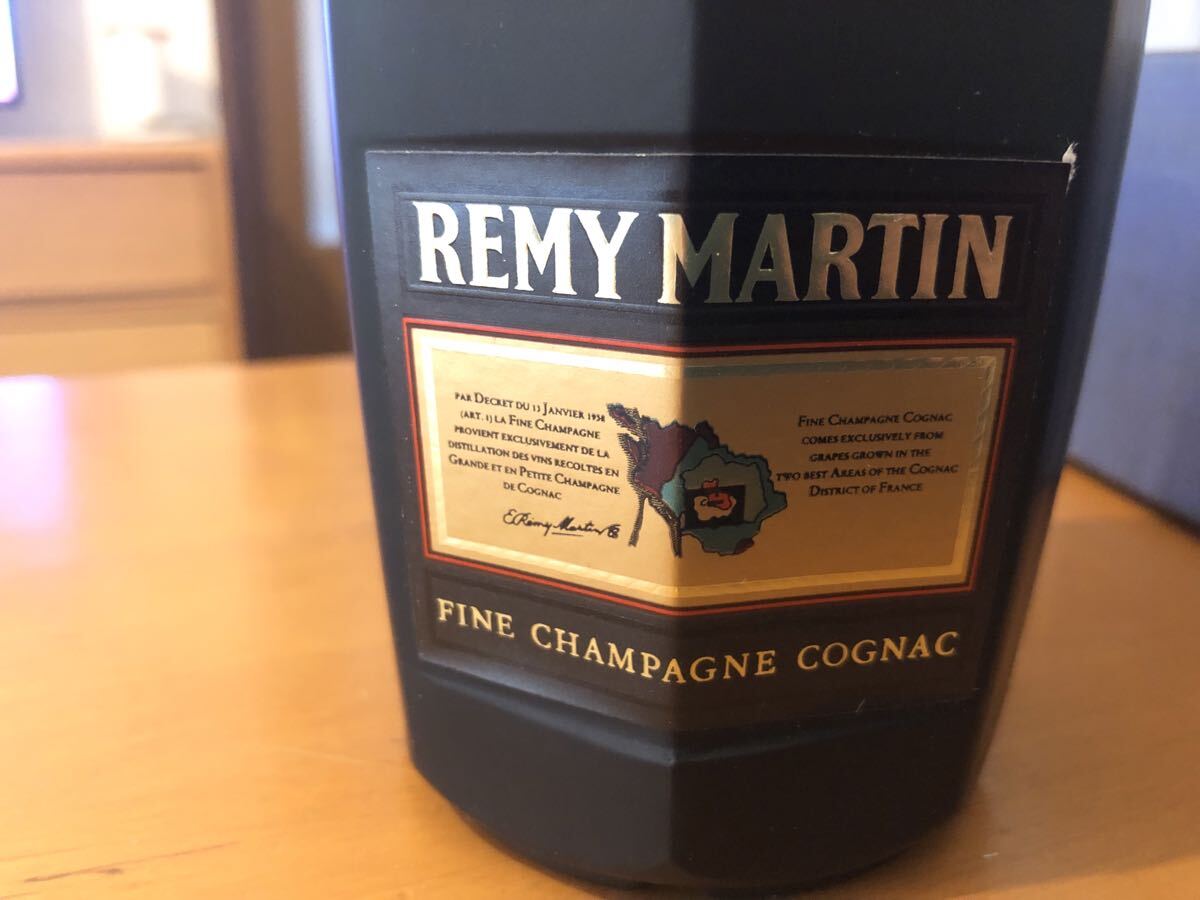 REMY MARTIN
PAR DECRET DU 13 JANVIER 1938
(ART. 1) LA FINE CHAMPAGNE
PROVIENT EXCLUSIVEMENT DE LA
DISTILLATION DES VINS RECOLTES EN
GRANDE ET EN PETITE CHAMPAGNE
DE COGNAC
E. Rémy Martin
FINE CHAMPAGNE COGNAC
COMES EXCLUSIVELY FROM
GRAPES GROWN IN THE
TWO BEST AREAS OF THE COGNAC
DISTRICT OF FRANCE
FINE CHAMPAGNE COGNAC